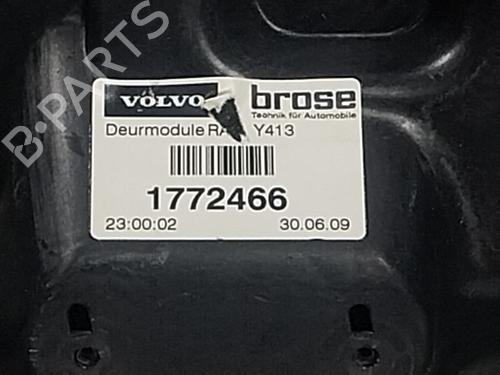 B-PARTS
VOLVO brose
Technik für Automobile
Deurmodule Y413
1772466
23:00:02 30.06.09